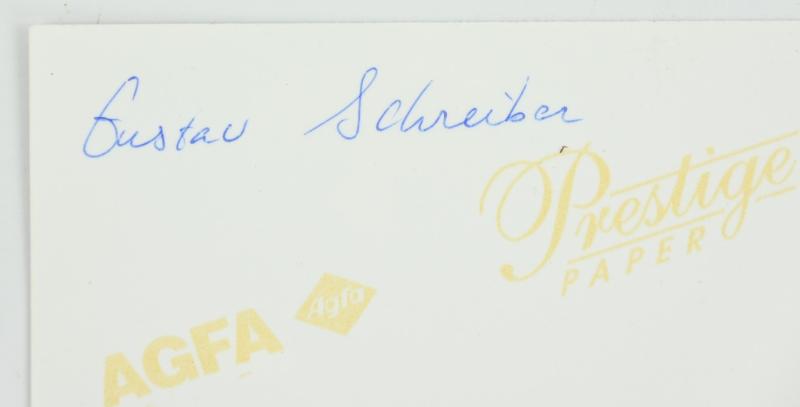 Gustav Schreiber
Prestige
PAPER
Agfa
AGFA